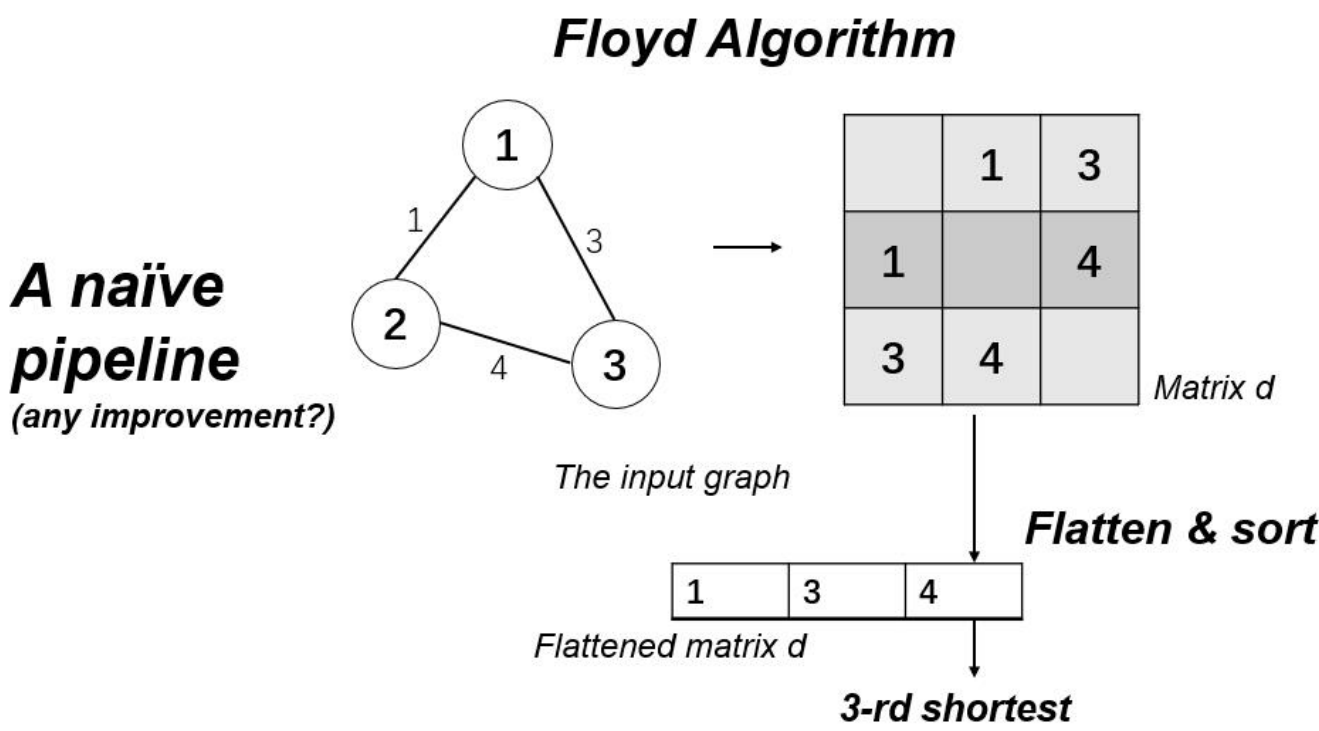 Floyd Algorithm
A naïve
pipeline
(any improvement?)
1
1
3
2
4
3
The input graph
1 3
1 4
3 4
Matrix d
Flatten & sort
1 3 4
Flattened matrix d
3-rd shortest